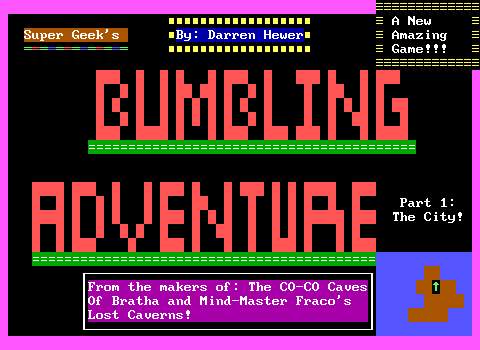 Super Geek's
By: Darren Hewer
A New
Amazing
Game!!!
BUMBLING
ADVENTURE
Part 1:
The City!
From the makers of: The CO-CO Caves
Of Bratha and Mind-Master Fraco's
Lost Caverns!